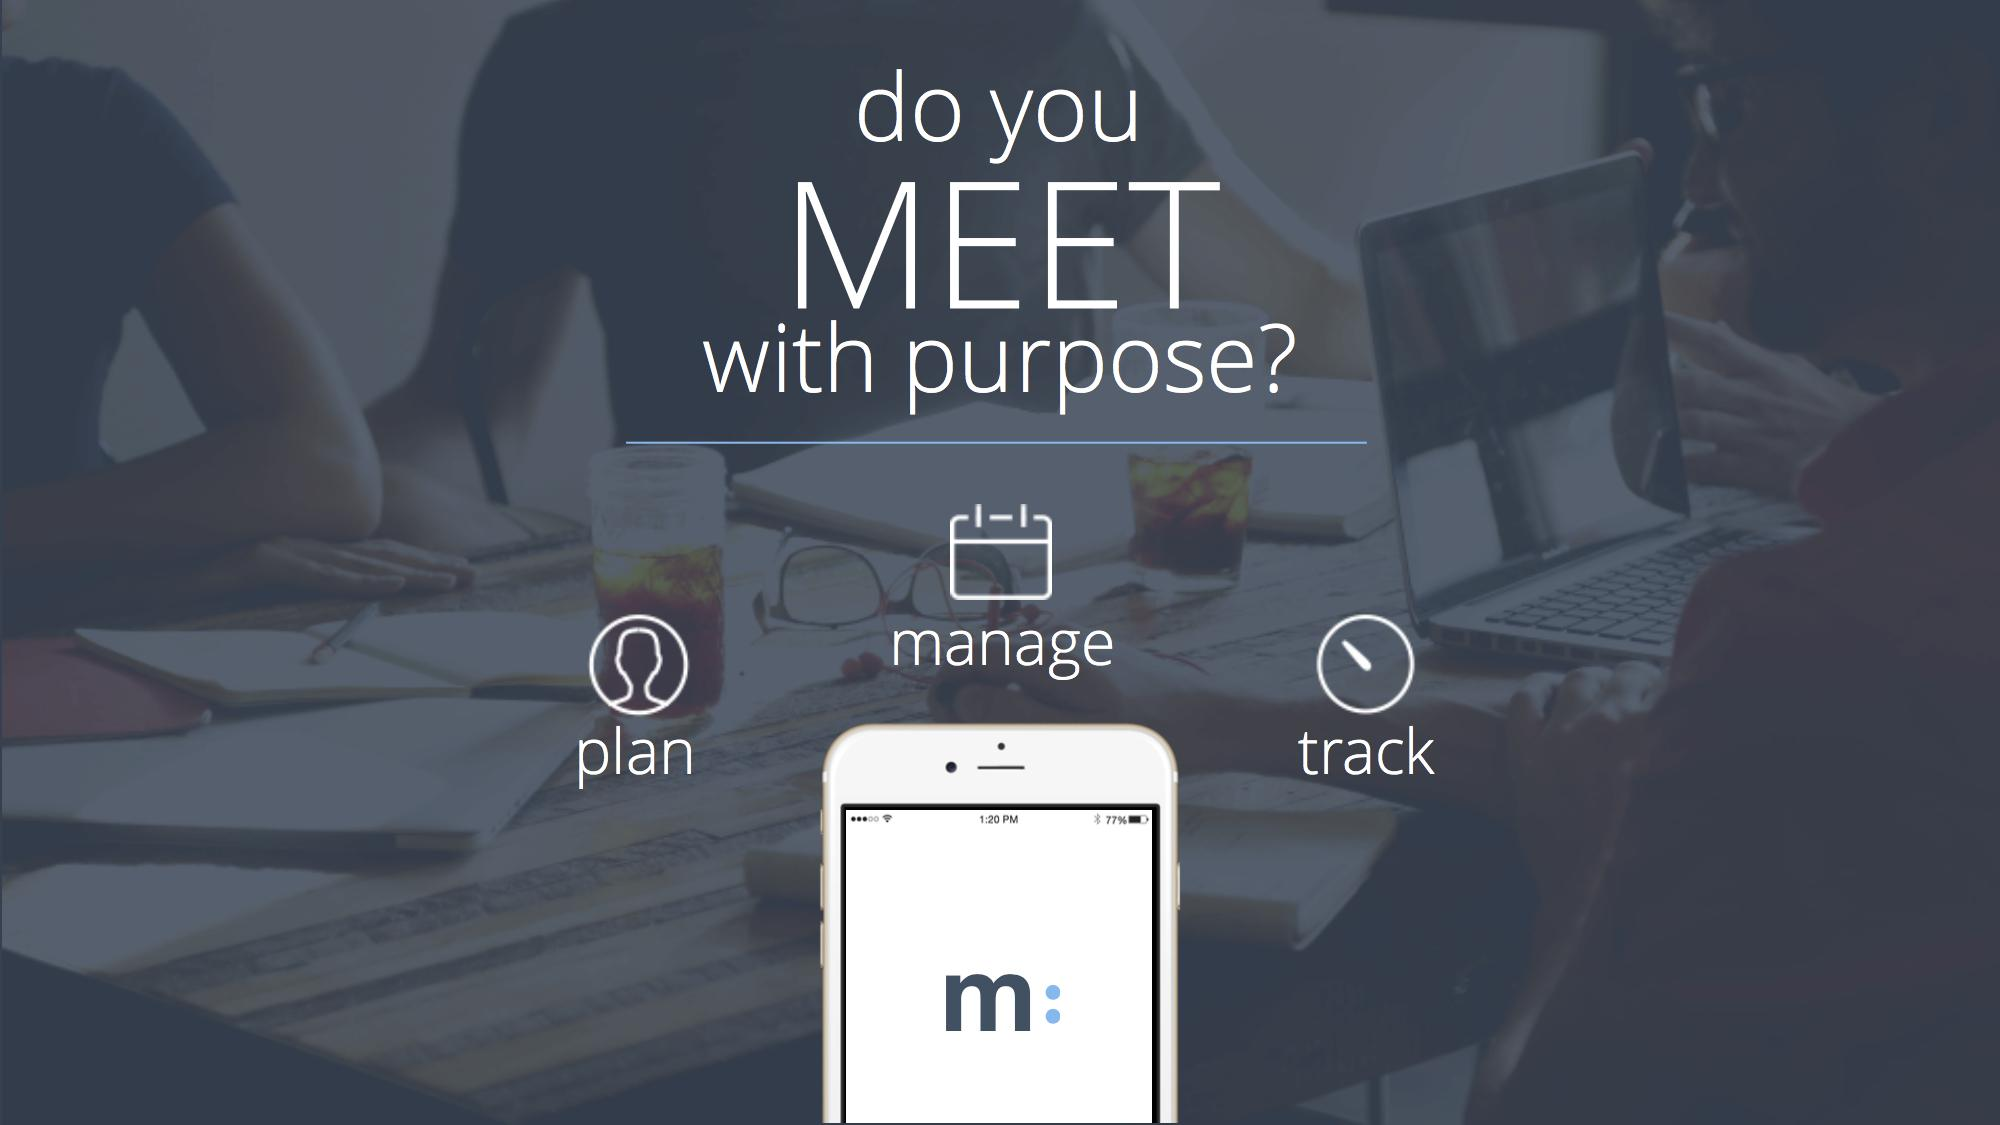 do you
MEET
with purpose?
manage
plan
track
1:20 PM
77%
m: